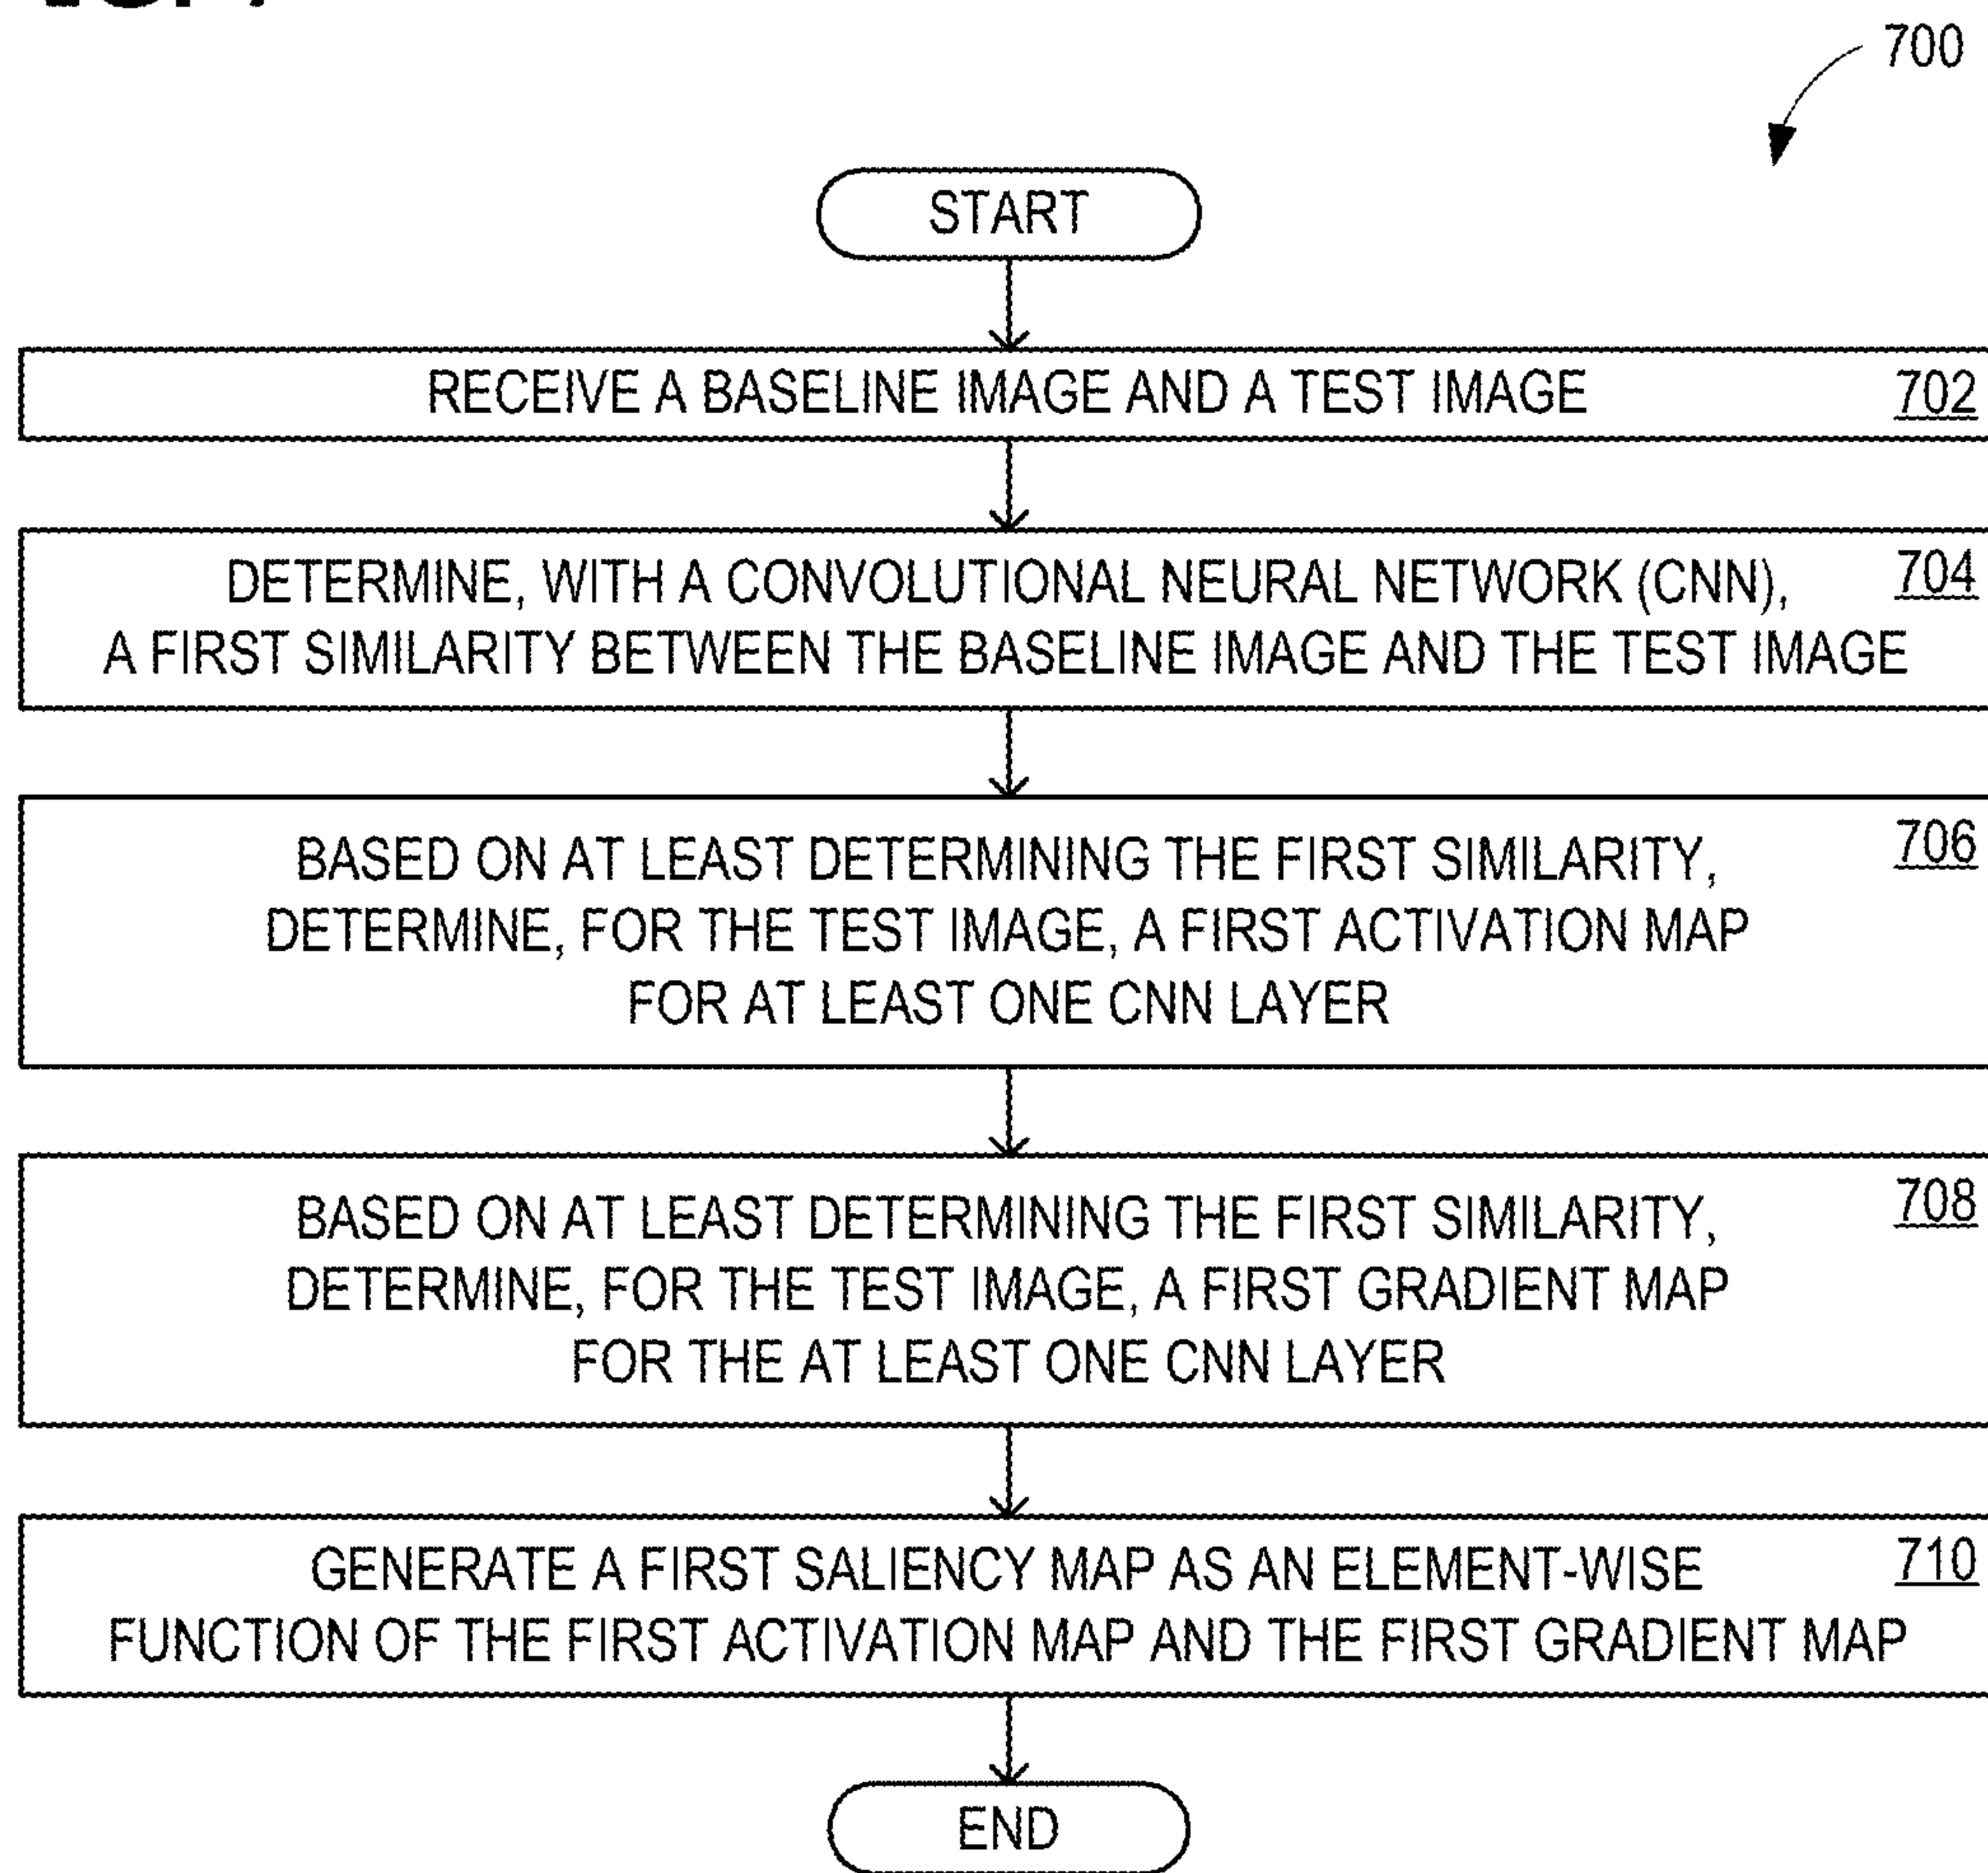 700
START
RECEIVE A BASELINE IMAGE AND A TEST IMAGE 702
DETERMINE, WITH A CONVOLUTIONAL NEURAL NETWORK (CNN), 704
A FIRST SIMILARITY BETWEEN THE BASELINE IMAGE AND THE TEST IMAGE
BASED ON AT LEAST DETERMINING THE FIRST SIMILARITY, 706
DETERMINE, FOR THE TEST IMAGE, A FIRST ACTIVATION MAP
FOR AT LEAST ONE CNN LAYER
BASED ON AT LEAST DETERMINING THE FIRST SIMILARITY, 708
DETERMINE, FOR THE TEST IMAGE, A FIRST GRADIENT MAP
FOR THE AT LEAST ONE CNN LAYER
GENERATE A FIRST SALIENCY MAP AS AN ELEMENT-WISE 710
FUNCTION OF THE FIRST ACTIVATION MAP AND THE FIRST GRADIENT MAP
END